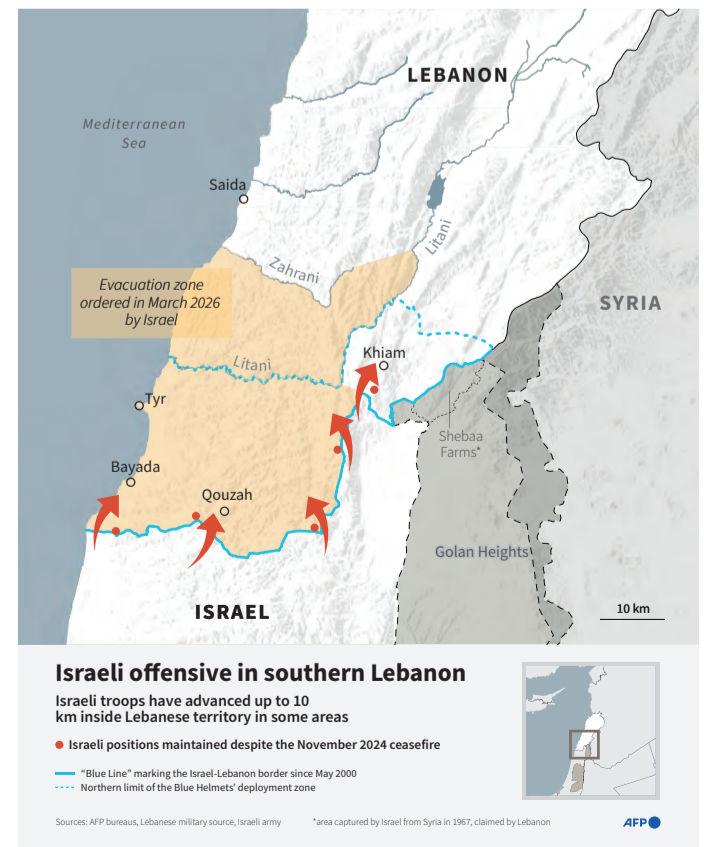 LEBANON
Mediterranean
Sea
Saida
Litani
Zahrani
Evacuation zone
ordered in March 2026
by Israel
SYRIA
Khiam
Litani
Tyr
Shebaa
Farms*
Bayada
Qouzah
Golan Heights
ISRAEL
10 km
Israeli offensive in southern Lebanon
Israeli troops have advanced up to 10
km inside Lebanese territory in some areas
Israeli positions maintained despite the November 2024 ceasefire
“Blue Line” marking the Israel-Lebanon border since May 2000
Northern limit of the Blue Helmets’ deployment zone
Sources: AFP bureaus, Lebanese military source, Israeli army
*area captured by Israel from Syria in 1967, claimed by Lebanon
AFP